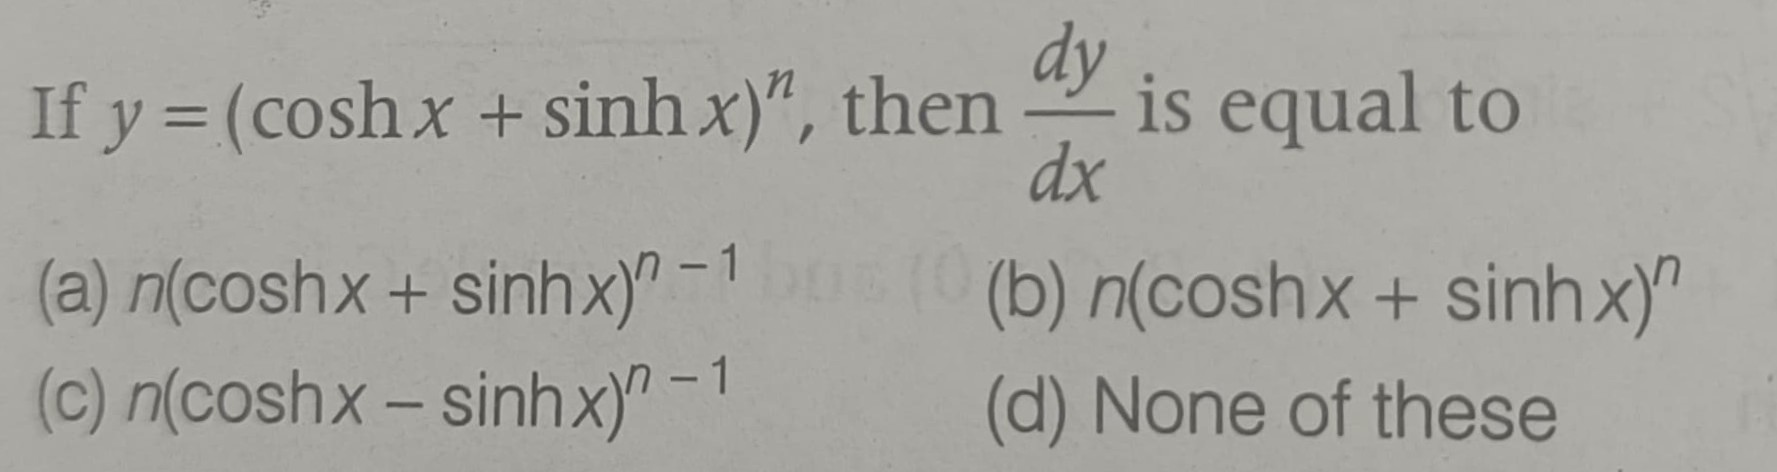 If y = (cosh x + sinh x)ⁿ, then dy/dx is equal to
(a) n(cosh x + sinh x)ⁿ ⁻ ¹ (b) n(cosh x + sinh x)ⁿ
(c) n(cosh x – sinh x)ⁿ ⁻ ¹ (d) None of these